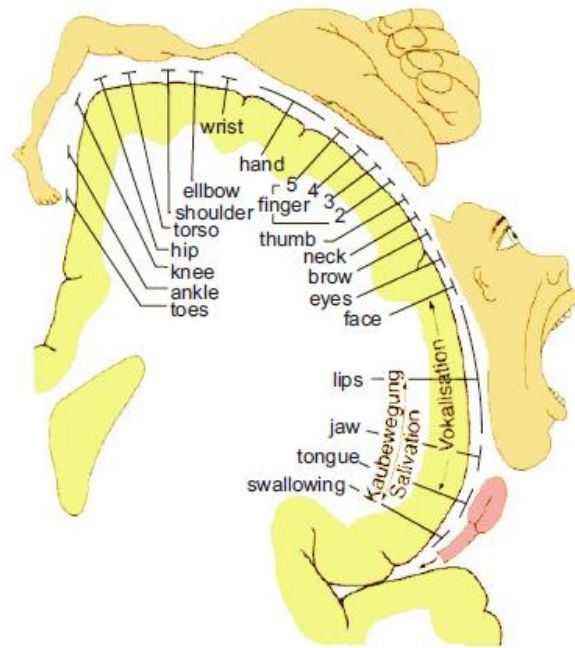 wrist
hand
5
4
finger 3
2
ellbow
shoulder
torso
hip
knee
ankle
toes
thumb
neck
brow
eyes
face
lips
jaw
tongue
swallowing
Kaubewegung
Salivation
Vokalisation